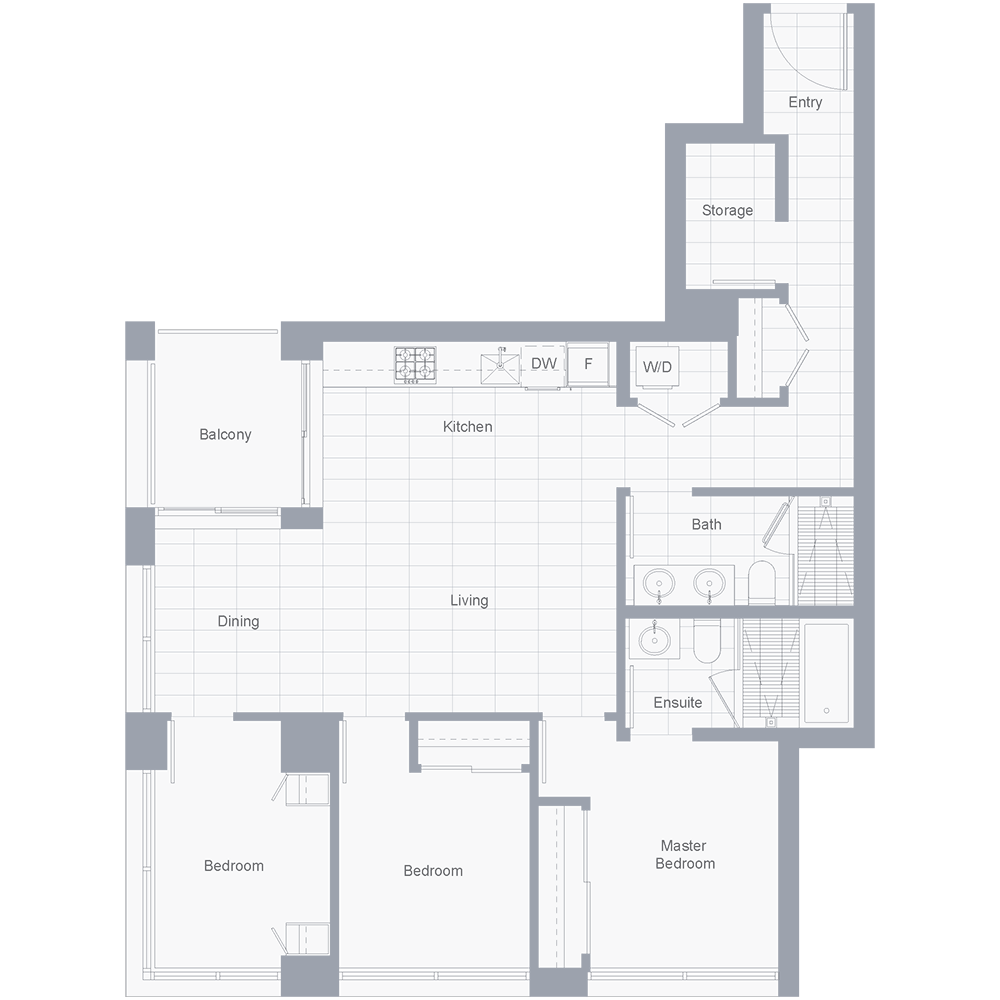 Entry
Storage
DW
F
W/D
Balcony
Kitchen
Bath
Living
Dining
Ensuite
Master
Bedroom
Bedroom
Bedroom